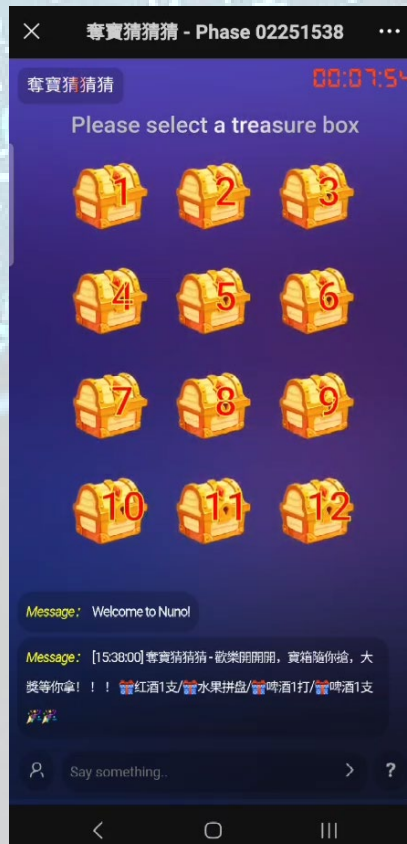 奪寶猜猜猜 - Phase 02251538
奪寶猜猜猜
00:07:54
Please select a treasure box
1 2 3
4 5 6
7 8 9
10 11 12
Message： Welcome to Nuno!
Message： [15:38:00]奪寶猜猜猜-歡樂開開開，寶箱隨你搶，大
獎等你拿！！！🎁红酒1支/🎁水果拼盘/🎁啤酒1打/🎁啤酒1支
🎉🎉
Say something.. ?